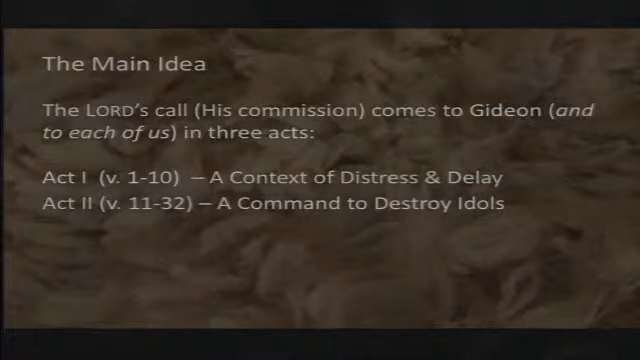 The Main Idea
The LORD's call (His commission) comes to Gideon (and
to each of us) in three acts:
Act I (v. 1-10) – A Context of Distress & Delay
Act II (v. 11-32) – A Command to Destroy Idols